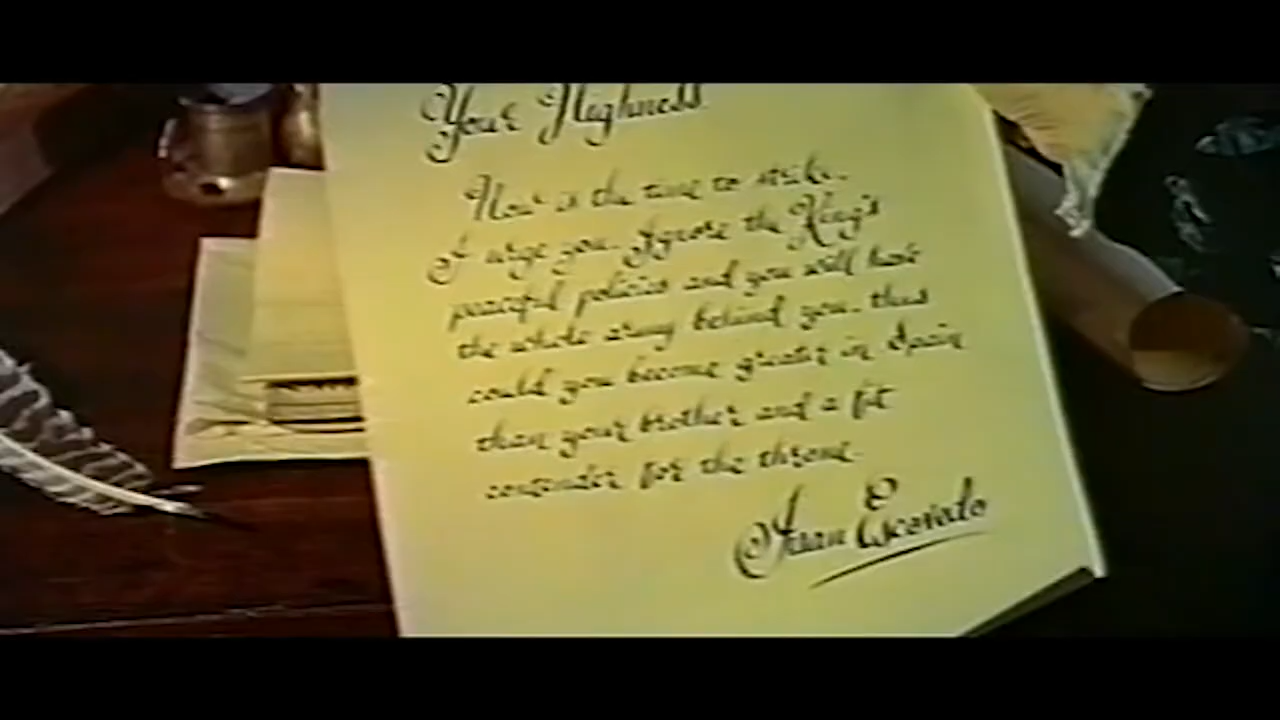 Your Highness
Now is the time to strike.
I urge you. Ignore the King's
peaceful policies and you will have
the whole army behind you. thus
could you become greater in Spain
than your brother and a fit
contender for the throne.
Juan Escovedo